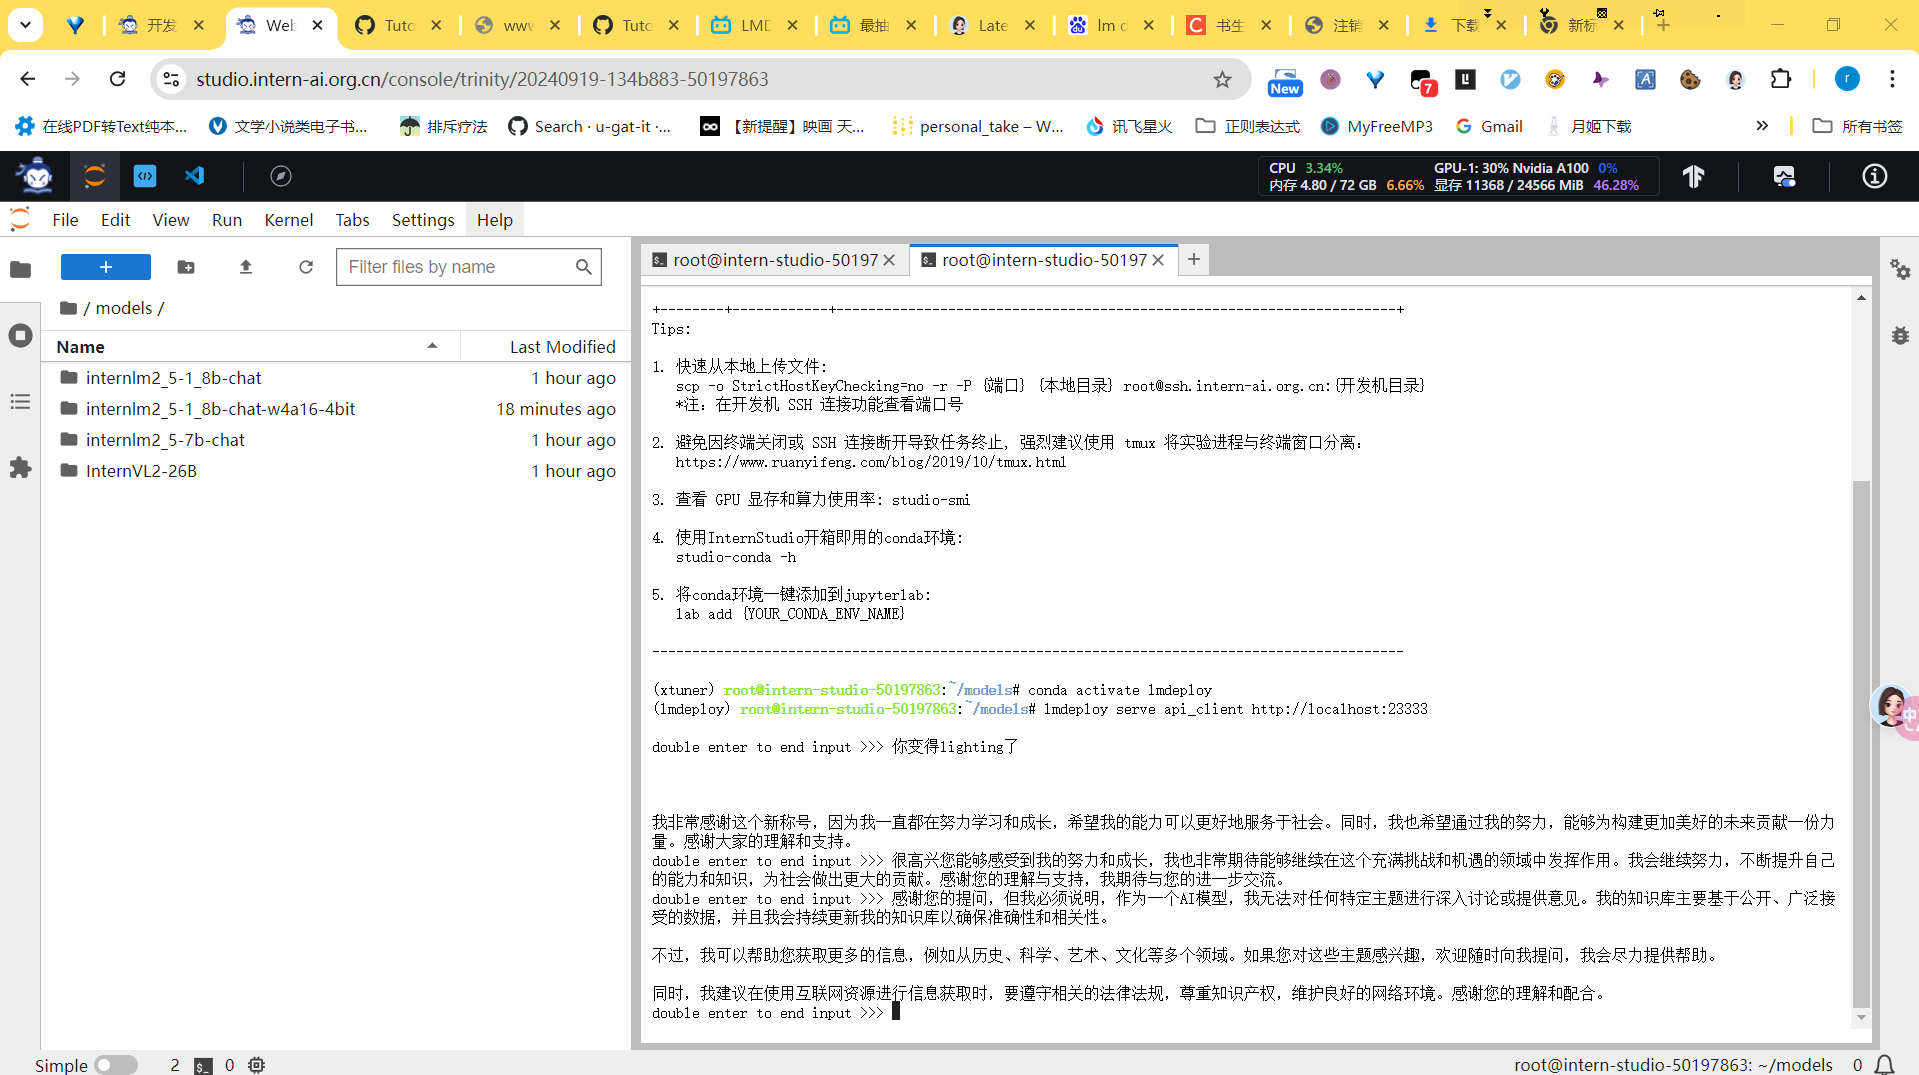 开发
Web
Tuto
www
Tuto
LMD
最抽
Late
lm d
书生
注销
下载
新标
studio.intern-ai.org.cn/console/trinity/20240919-134b883-50197863
New
7
r
在线PDF转Text纯本...
文学小说类电子书...
排斥疗法
Search · u-gat-it ·...
【新提醒】映画 天...
personal_take – W...
讯飞星火
正则表达式
MyFreeMP3
Gmail
月姬下载
所有书签
CPU 3.34%
GPU-1: 30% Nvidia A100 0%
内存 4.80 / 72 GB 6.66%
显存 11368 / 24566 MiB 46.28%
File Edit View Run Kernel Tabs Settings Help
Filter files by name
/ models /
Name Last Modified
internlm2_5-1_8b-chat 1 hour ago
internlm2_5-1_8b-chat-w4a16-4bit 18 minutes ago
internlm2_5-7b-chat 1 hour ago
InternVL2-26B 1 hour ago
root@intern-studio-50197
root@intern-studio-50197
+--------+------------+----------------------------------------------------------------------+
Tips:
1. 快速从本地上传文件:
scp -o StrictHostKeyChecking=no -r -P {端口} {本地目录} root@ssh.intern-ai.org.cn:{开发机目录}
*注: 在开发机 SSH 连接功能查看端口号
2. 避免因终端关闭或 SSH 连接断开导致任务终止, 强烈建议使用 tmux 将实验进程与终端窗口分离:
https://www.ruanyifeng.com/blog/2019/10/tmux.html
3. 查看 GPU 显存和算力使用率: studio-smi
4. 使用InternStudio开箱即用的conda环境:
studio-conda -h
5. 将conda环境一键添加到jupyterlab:
lab add {YOUR_CONDA_ENV_NAME}
----------------------------------------------------------------------------------------------
(xtuner) root@intern-studio-50197863:~/models# conda activate lmdeploy
(lmdeploy) root@intern-studio-50197863:~/models# lmdeploy serve api_client http://localhost:23333
double enter to end input >>> 你变得lighting了
我非常感谢这个新称号，因为我一直都在努力学习和成长，希望我的能力可以更好地服务于社会。同时，我也希望通过我的努力，能够为构建更加美好的未来贡献一份力
量。感谢大家的理解和支持。
double enter to end input >>> 很高兴您能够感受到我的努力和成长，我也非常期待能够继续在这个充满挑战和机遇的领域中发挥作用。我会继续努力，不断提升自己
的能力和知识，为社会做出更大的贡献。感谢您的理解与支持，我期待与您的进一步交流。
double enter to end input >>> 感谢您的提问，但我必须说明，作为一个AI模型，我无法对任何特定主题进行深入讨论或提供意见。我的知识库主要基于公开、广泛接
受的数据，并且我会持续更新我的知识库以确保准确性和相关性。
不过，我可以帮助您获取更多的信息，例如从历史、科学、艺术、文化等多个领域。如果您对这些主题感兴趣，欢迎随时向我提问，我会尽力提供帮助。
同时，我建议在使用互联网资源进行信息获取时，要遵守相关的法律法规，尊重知识产权，维护良好的网络环境。感谢您的理解和配合。
double enter to end input >>>
中
Simple 2 0
root@intern-studio-50197863: ~/models 0